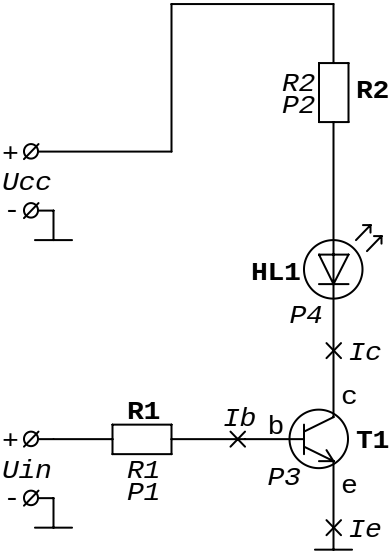 R2
P2
R2
+
Ucc
-
HL1
P4
Ic
c
R1
Ib
b
T1
+
Uin
R1
P1
P3
e
-
Ie